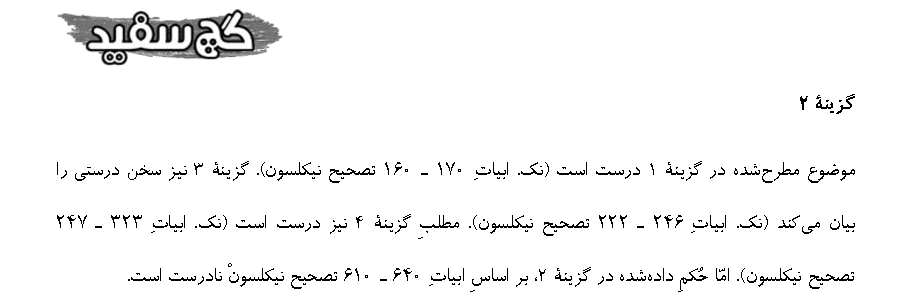 گچ سفید
گزینهٔ ۲
موضوع مطرح‌شده در گزینهٔ ۱ درست است (نک. ابیاتِ ۱۷۰ ـ ۱۶۰ تصحیح نیکلسون). گزینهٔ ۳ نیز سخن درستی را
بیان می‌کند (نک. ابیاتِ ۲۴۶ ـ ۲۲۲ تصحیح نیکلسون). مطلبِ گزینهٔ ۴ نیز درست است (نک. ابیاتِ ۳۲۳ ـ ۲۴۷
تصحیح نیکلسون). امّا حُکمِ داده‌شده در گزینهٔ ۲، بر اساسِ ابیاتِ ۶۴۰ ـ ۶۱۰ تصحیح نیکلسونْ نادرست است.